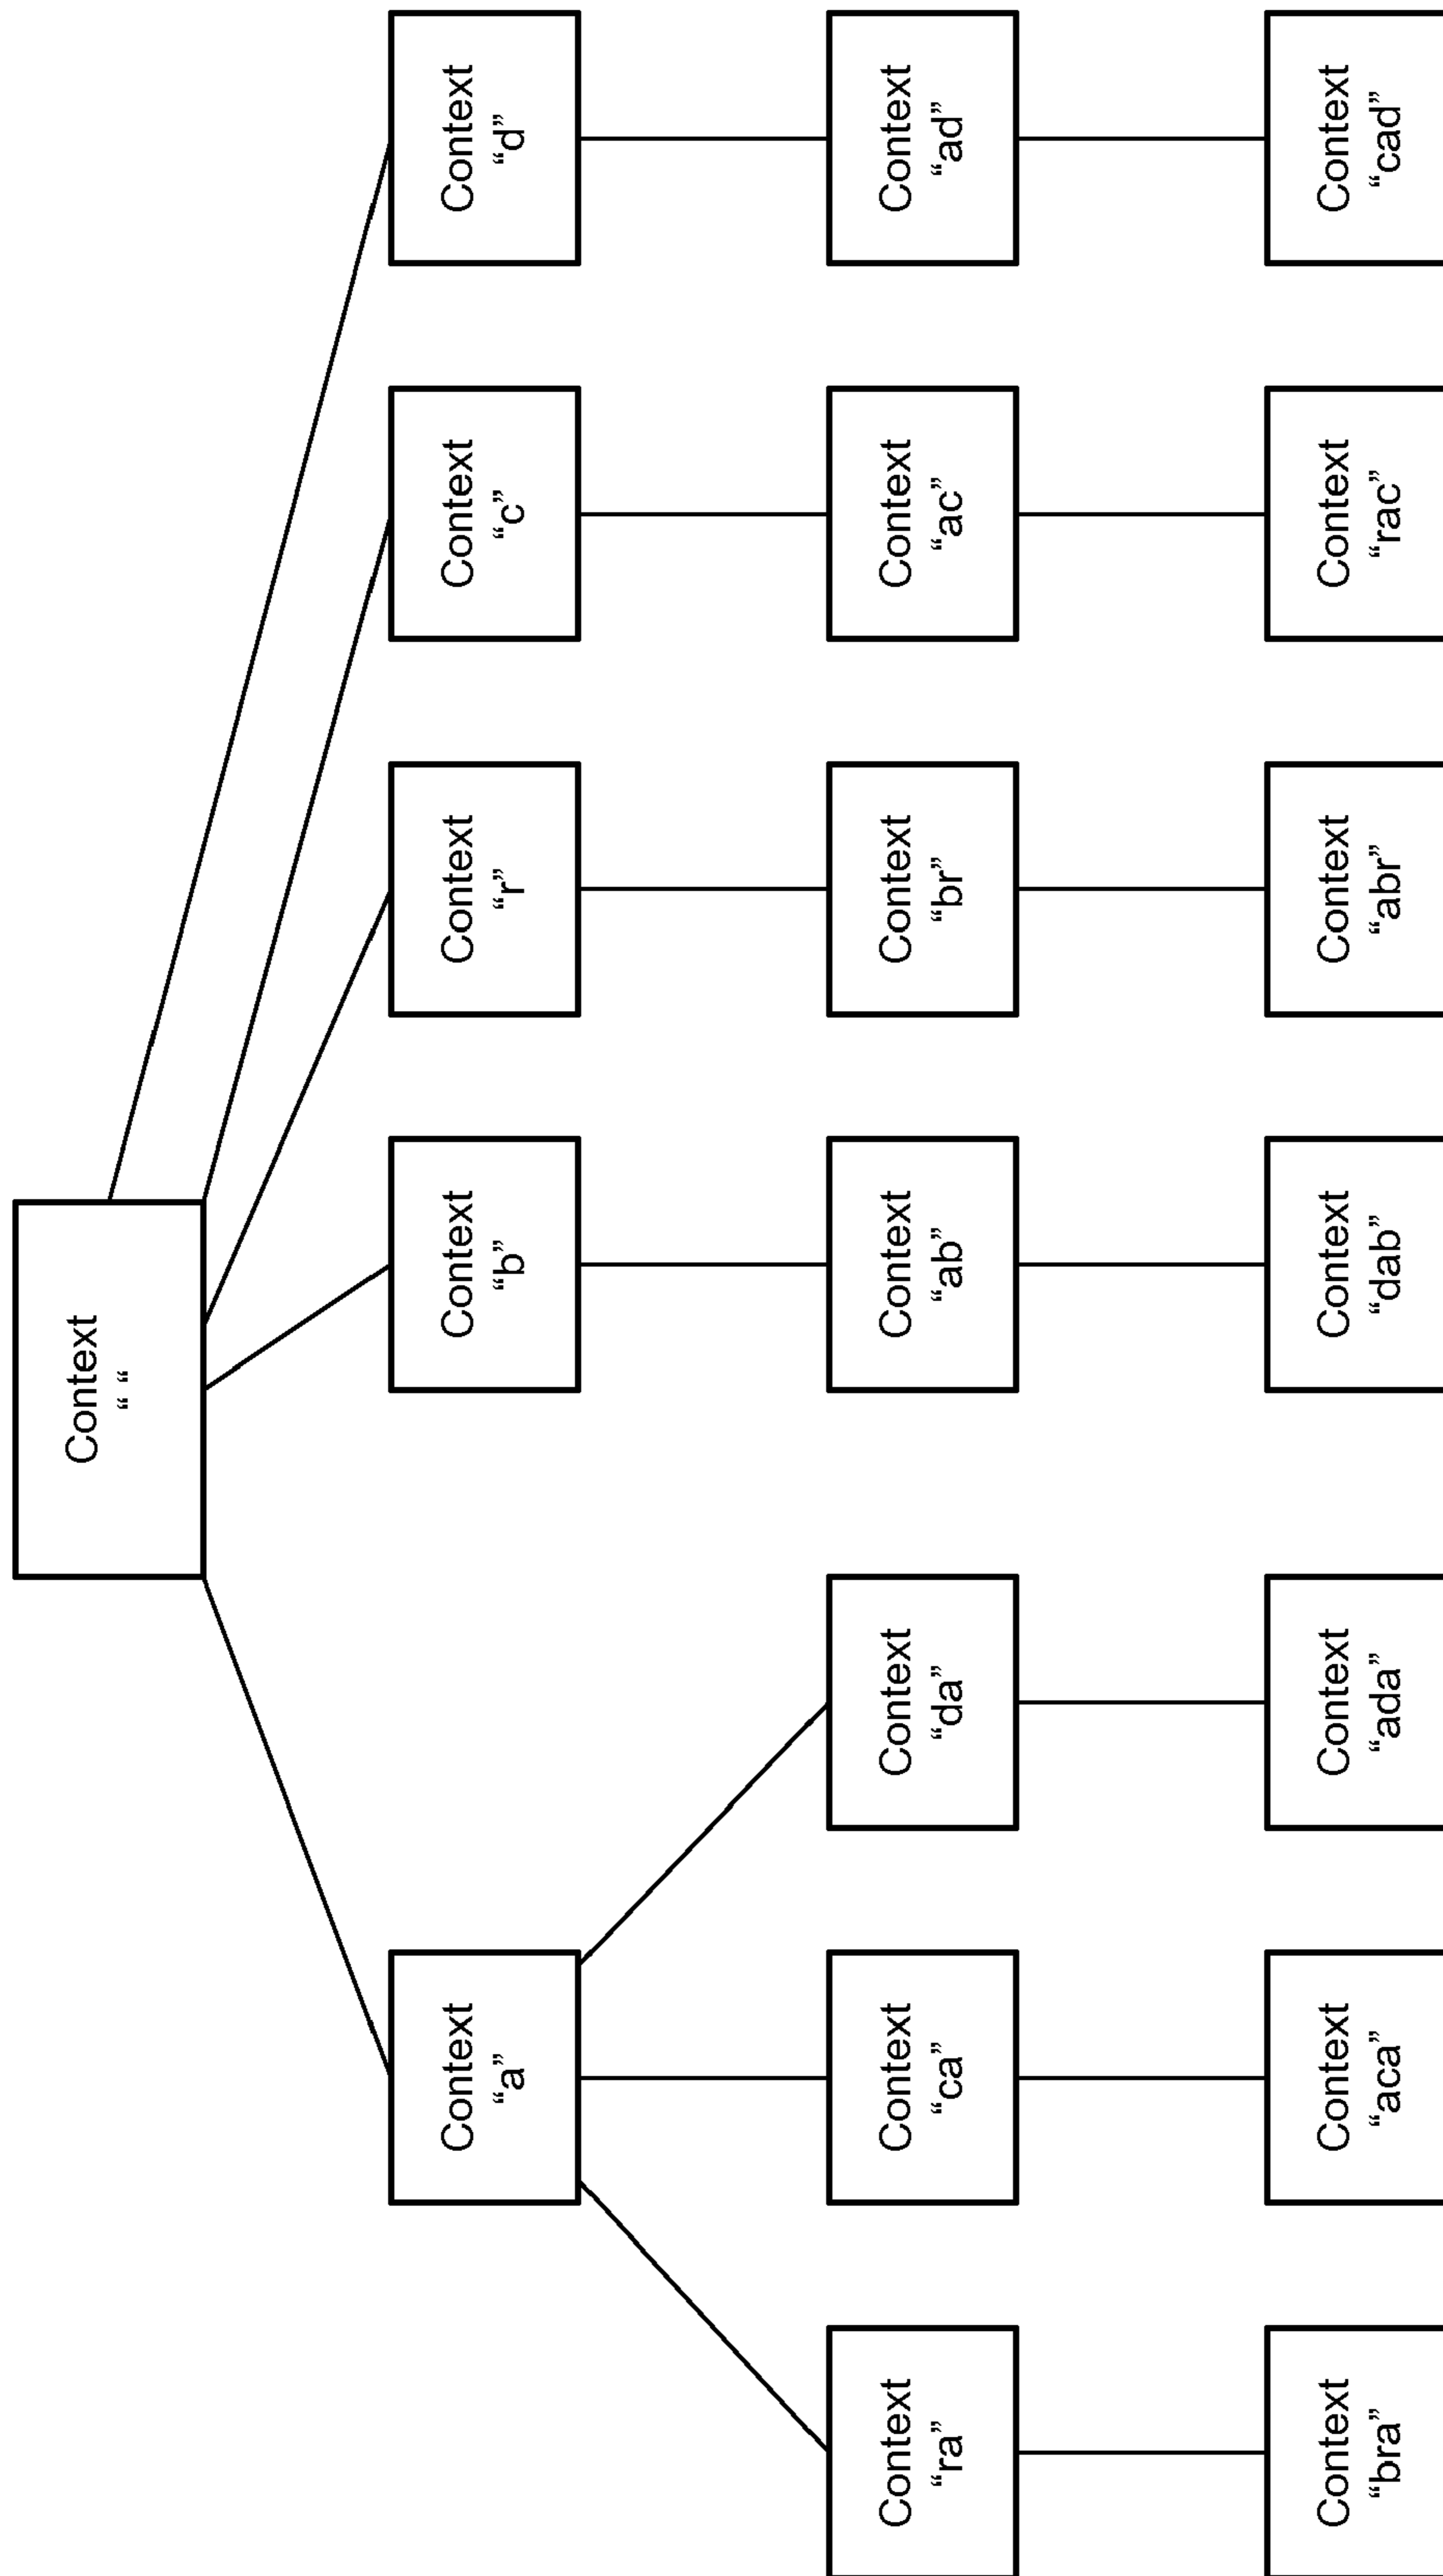 Context
“ “
Context
“a”
Context
“b”
Context
“r”
Context
“c”
Context
“d”
Context
“ra”
Context
“ca”
Context
“da”
Context
“ab”
Context
“br”
Context
“ac”
Context
“ad”
Context
“bra”
Context
“aca”
Context
“ada”
Context
“dab”
Context
“abr”
Context
“rac”
Context
“cad”